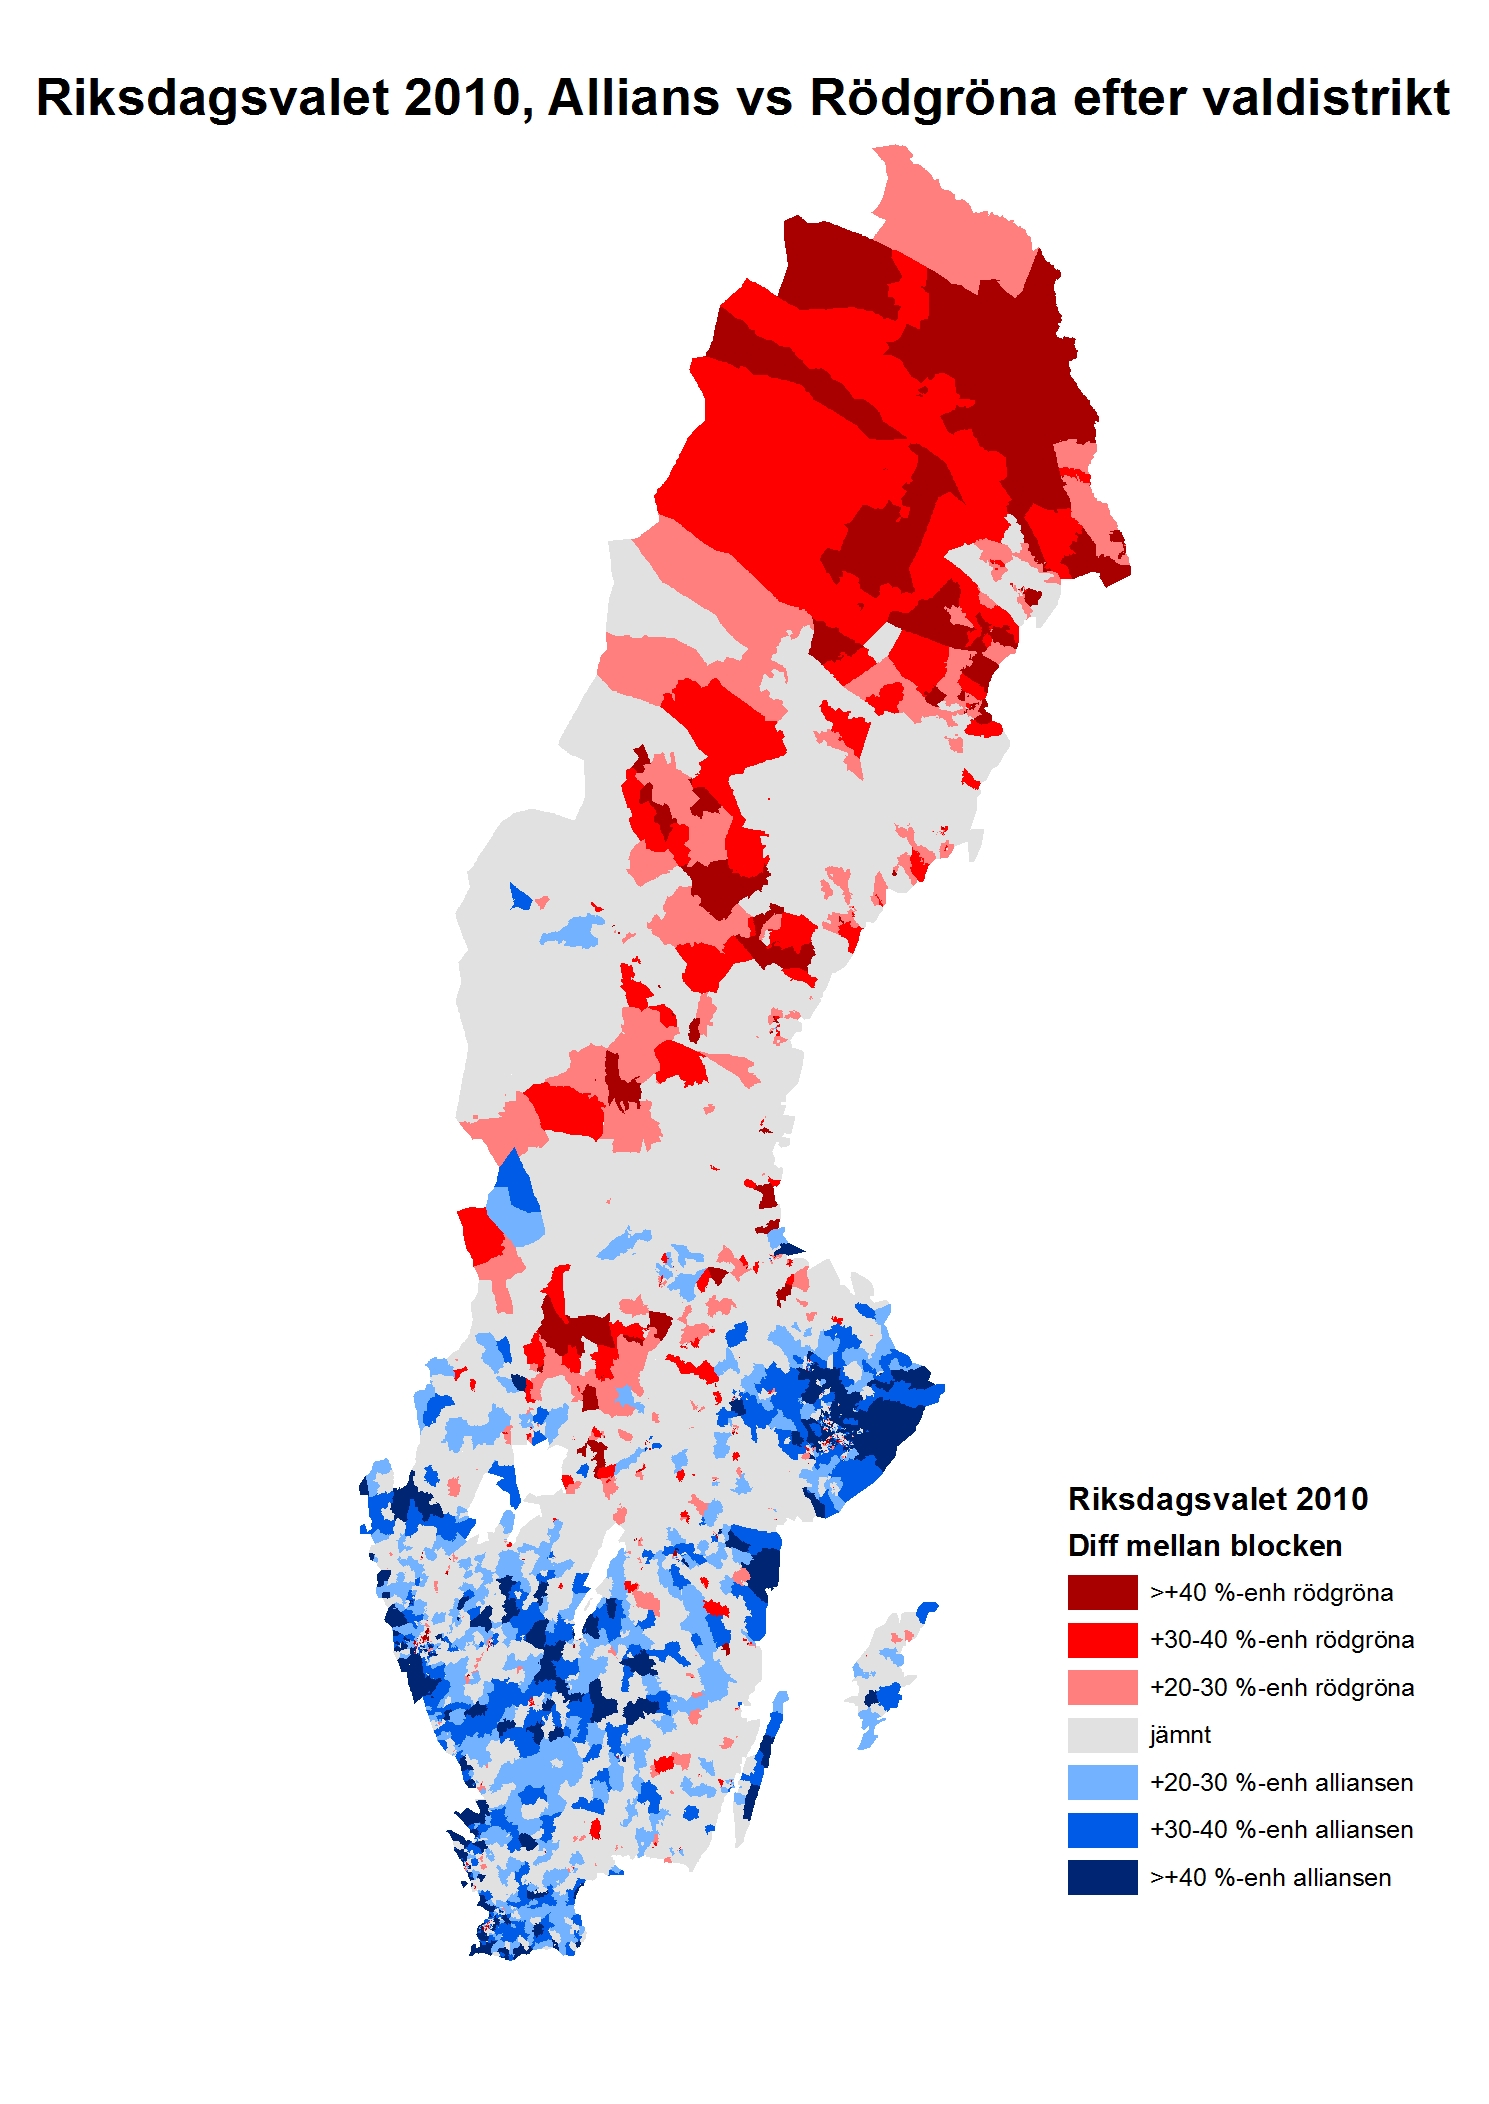 Riksdagsvalet 2010, Allians vs Rödgröna efter valdistrikt
Riksdagsvalet 2010
Diff mellan blocken
>+40 %-enh rödgröna
+30-40 %-enh rödgröna
+20-30 %-enh rödgröna
jämnt
+20-30 %-enh alliansen
+30-40 %-enh alliansen
>+40 %-enh alliansen